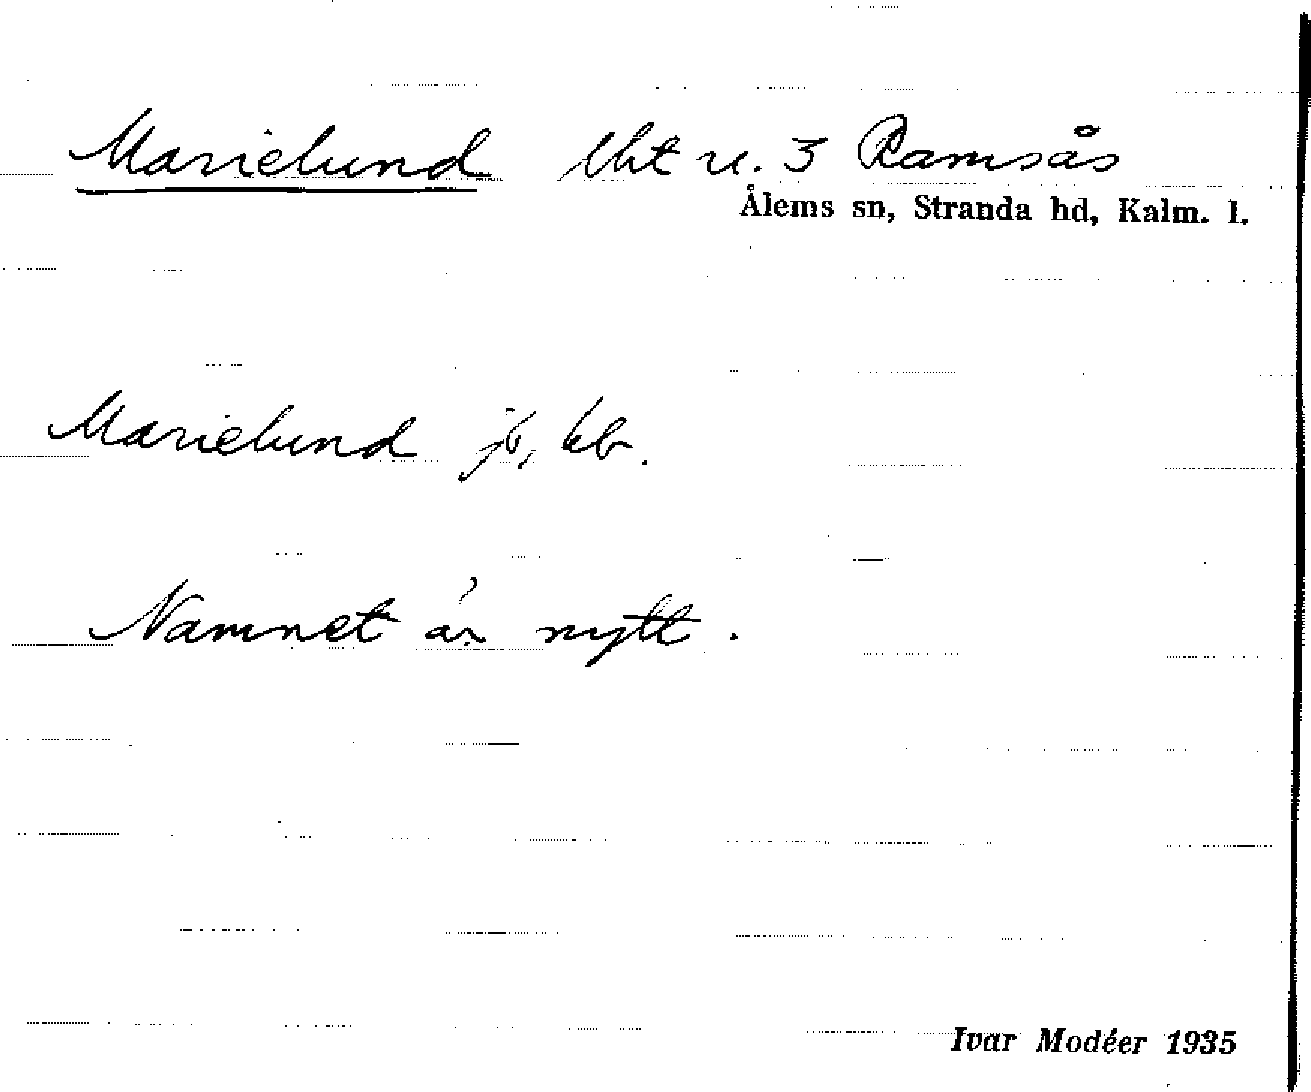 Marielund lht u. 3 Ramsås
Ålems sn, Stranda hd, Kalm. l.
Marielund jb, kb.
Namnet är nytt.
Ivar Modéer 1935